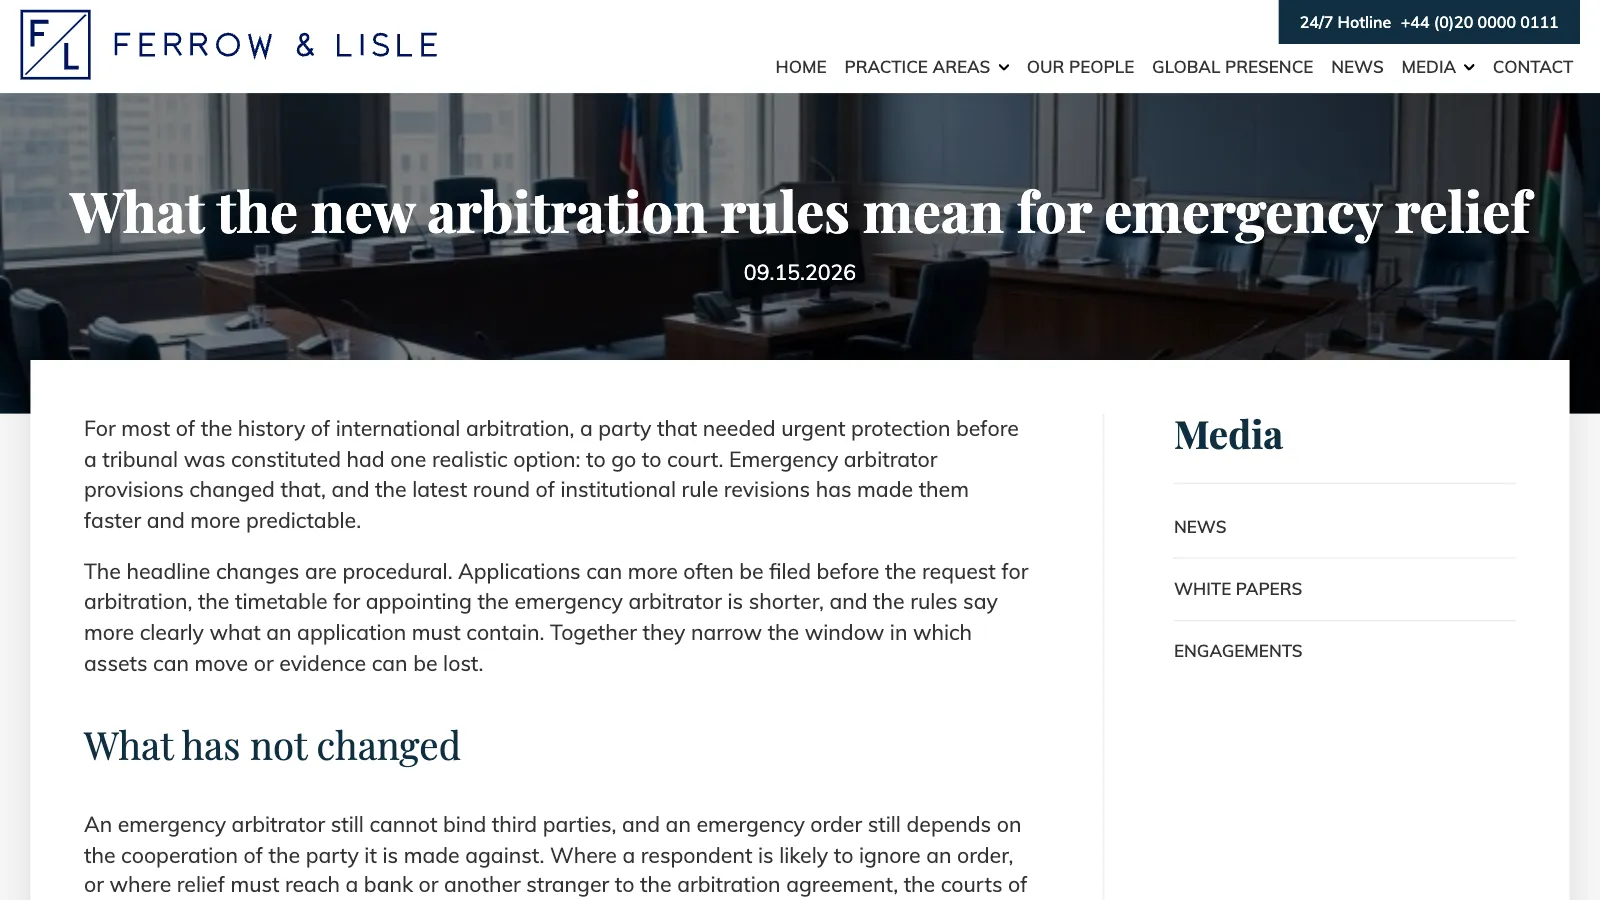 F L FERROW & LISLE
24/7 Hotline +44 (0)20 0000 0111
HOME PRACTICE AREAS OUR PEOPLE GLOBAL PRESENCE NEWS MEDIA CONTACT
What the new arbitration rules mean for emergency relief
09.15.2026
For most of the history of international arbitration, a party that needed urgent protection before
a tribunal was constituted had one realistic option: to go to court. Emergency arbitrator
provisions changed that, and the latest round of institutional rule revisions has made them
faster and more predictable.
The headline changes are procedural. Applications can more often be filed before the request for
arbitration, the timetable for appointing the emergency arbitrator is shorter, and the rules say
more clearly what an application must contain. Together they narrow the window in which
assets can move or evidence can be lost.
What has not changed
An emergency arbitrator still cannot bind third parties, and an emergency order still depends on
the cooperation of the party it is made against. Where a respondent is likely to ignore an order,
or where relief must reach a bank or another stranger to the arbitration agreement, the courts of
Media
NEWS
WHITE PAPERS
ENGAGEMENTS